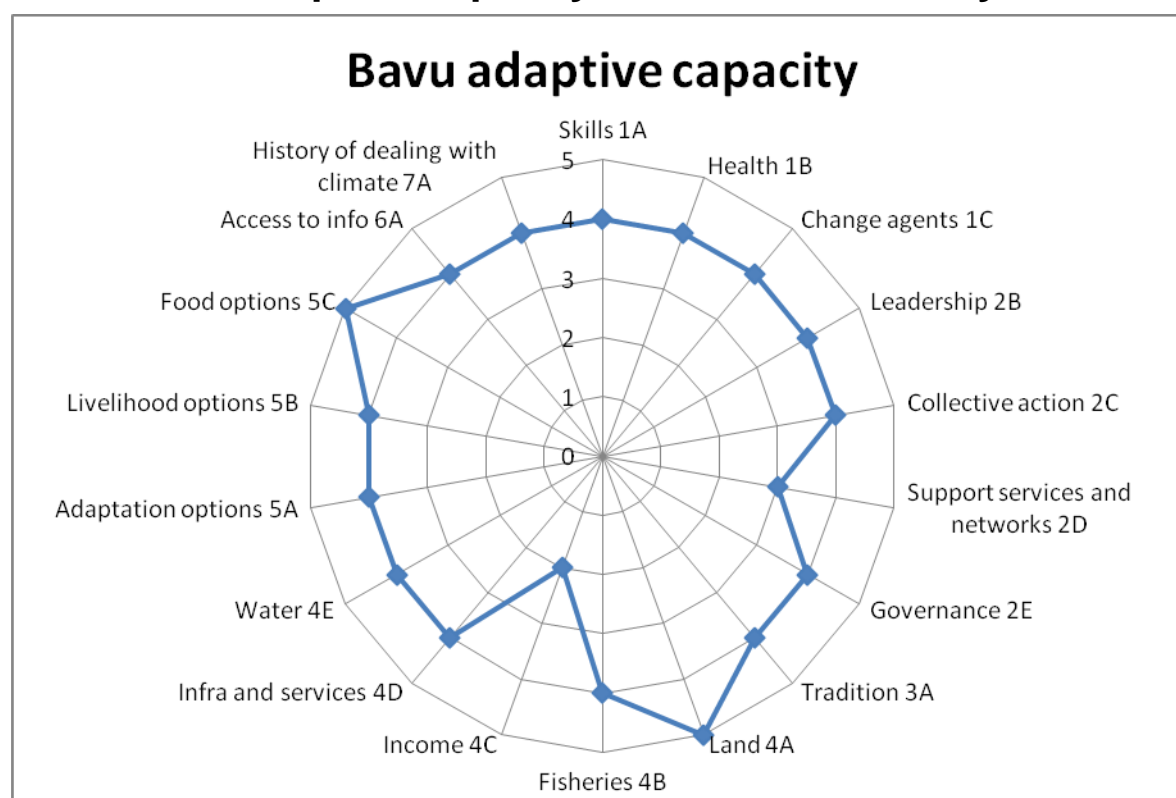 Bavu adaptive capacity
Skills 1A
History of dealing with
climate 7A
Health 1B
Access to info 6A
Change agents 1C
Food options 5C
Leadership 2B
Livelihood options 5B
Collective action 2C
Adaptation options 5A
Support services and
networks 2D
Water 4E
Governance 2E
Infra and services 4D
Tradition 3A
Income 4C
Land 4A
Fisheries 4B
5
4
3
2
1
0